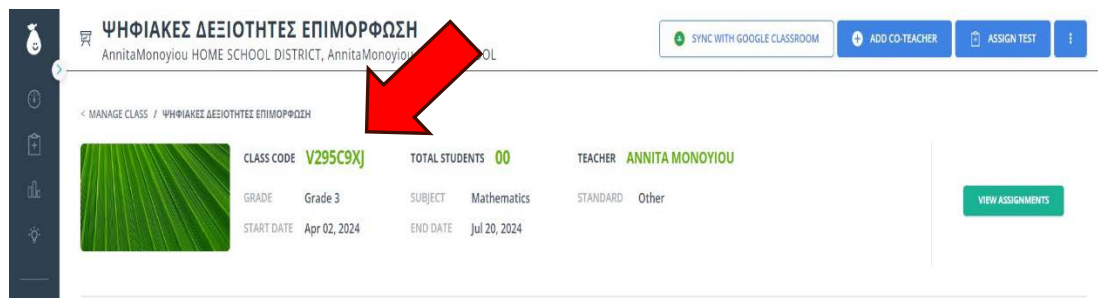 ΨΗΦΙΑΚΕΣ ΔΕΞΙΟΤΗΤΕΣ ΕΠΙΜΟΡΦΩΣΗ
AnnitaMonoyiou HOME SCHOOL DISTRICT, AnnitaMonoyiou OOL
SYNC WITH GOOGLE CLASSROOM
ADD CO-TEACHER
ASSIGN TEST
< MANAGE CLASS / ΨΗΦΙΑΚΕΣ ΔΕΞΙΟΤΗΤΕΣ ΕΠΙΜΟΡΦΩΣΗ
CLASS CODE V295C9XJ TOTAL STUDENTS 00 TEACHER ANNITA MONOYIOU
GRADE Grade 3 SUBJECT Mathematics STANDARD Other
START DATE Apr 02, 2024 END DATE Jul 20, 2024
VIEW ASSIGNMENTS